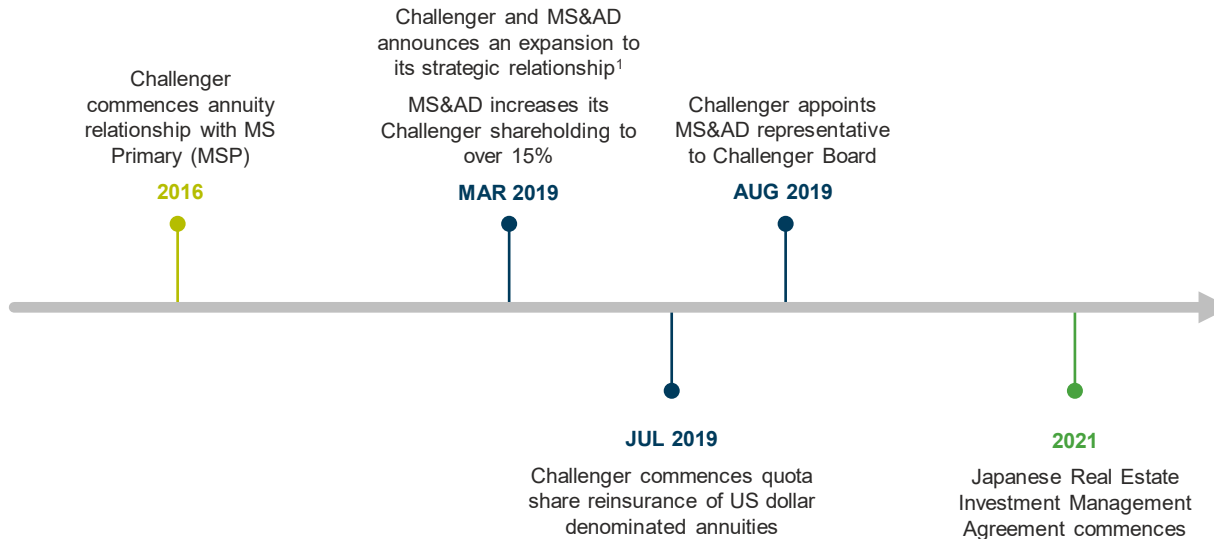 Challenger
commences annuity
relationship with MS
Primary (MSP)
2016
Challenger and MS&AD
announces an expansion to
its strategic relationship¹
MS&AD increases its
Challenger shareholding to
over 15%
MAR 2019
Challenger appoints
MS&AD representative
to Challenger Board
AUG 2019
JUL 2019
Challenger commences quota
share reinsurance of US dollar
denominated annuities
2021
Japanese Real Estate
Investment Management
Agreement commences